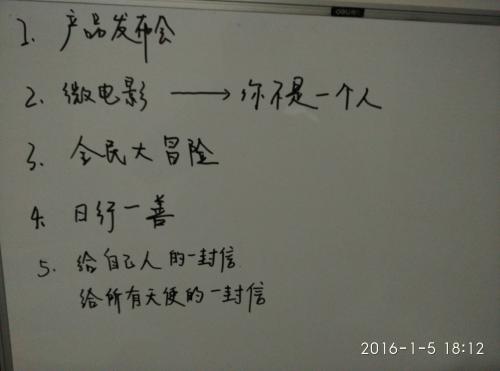 deli
1. 产品发布会
2. 微电影 ⟶ 你不是一个人
3. 全民大冒险
4. 日行一善
5. 给自己人的一封信
给所有天使的一封信
2016-1-5 18:12